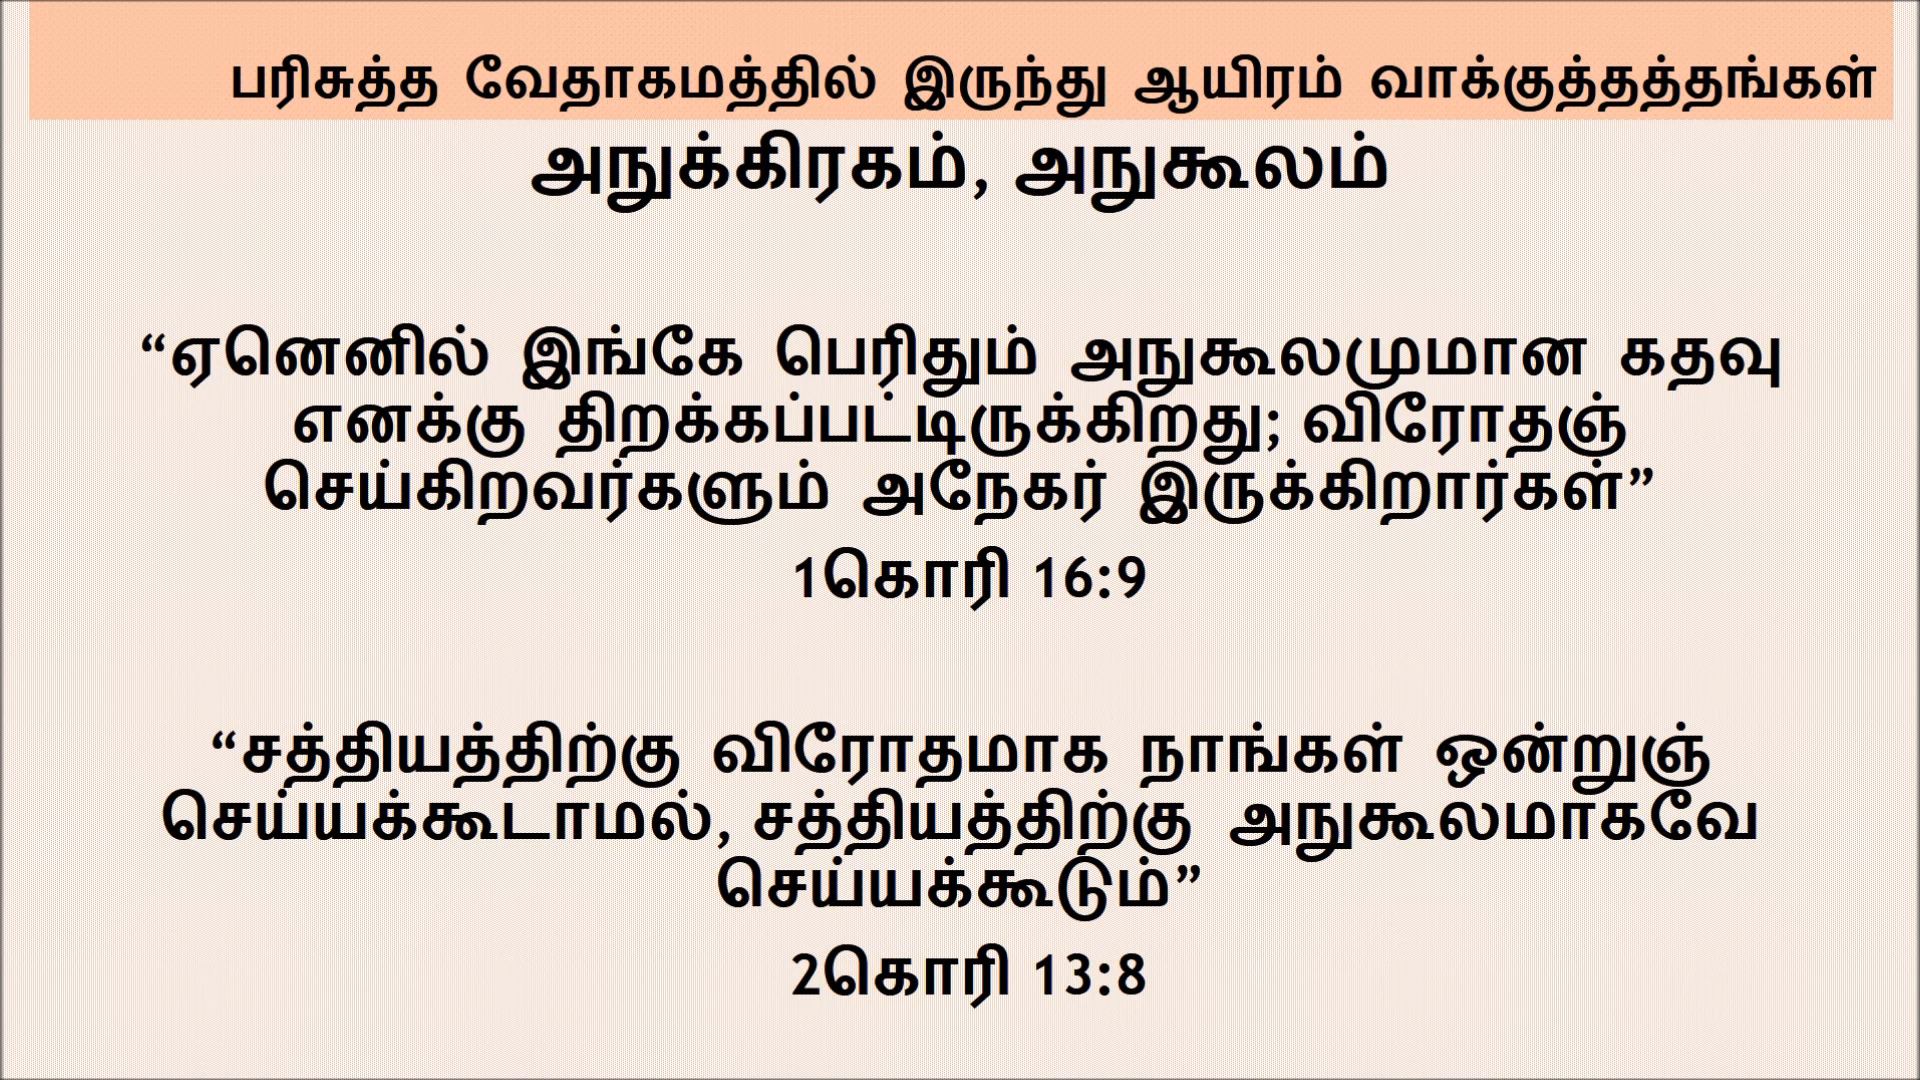 பரிசுத்த வேதாகமத்தில் இருந்து ஆயிரம் வாக்குத்தத்தங்கள்
அநுக்கிரகம், அநுகூலம்
“ஏனெனில் இங்கே பெரிதும் அநுகூலமுமான கதவு
எனக்கு திறக்கப்பட்டிருக்கிறது; விரோதஞ்
செய்கிறவர்களும் அநேகர் இருக்கிறார்கள்”
1கொரி 16:9
“சத்தியத்திற்கு விரோதமாக நாங்கள் ஒன்றுஞ்
செய்யக்கூடாமல், சத்தியத்திற்கு அநுகூலமாகவே
செய்யக்கூடும்”
2கொரி 13:8